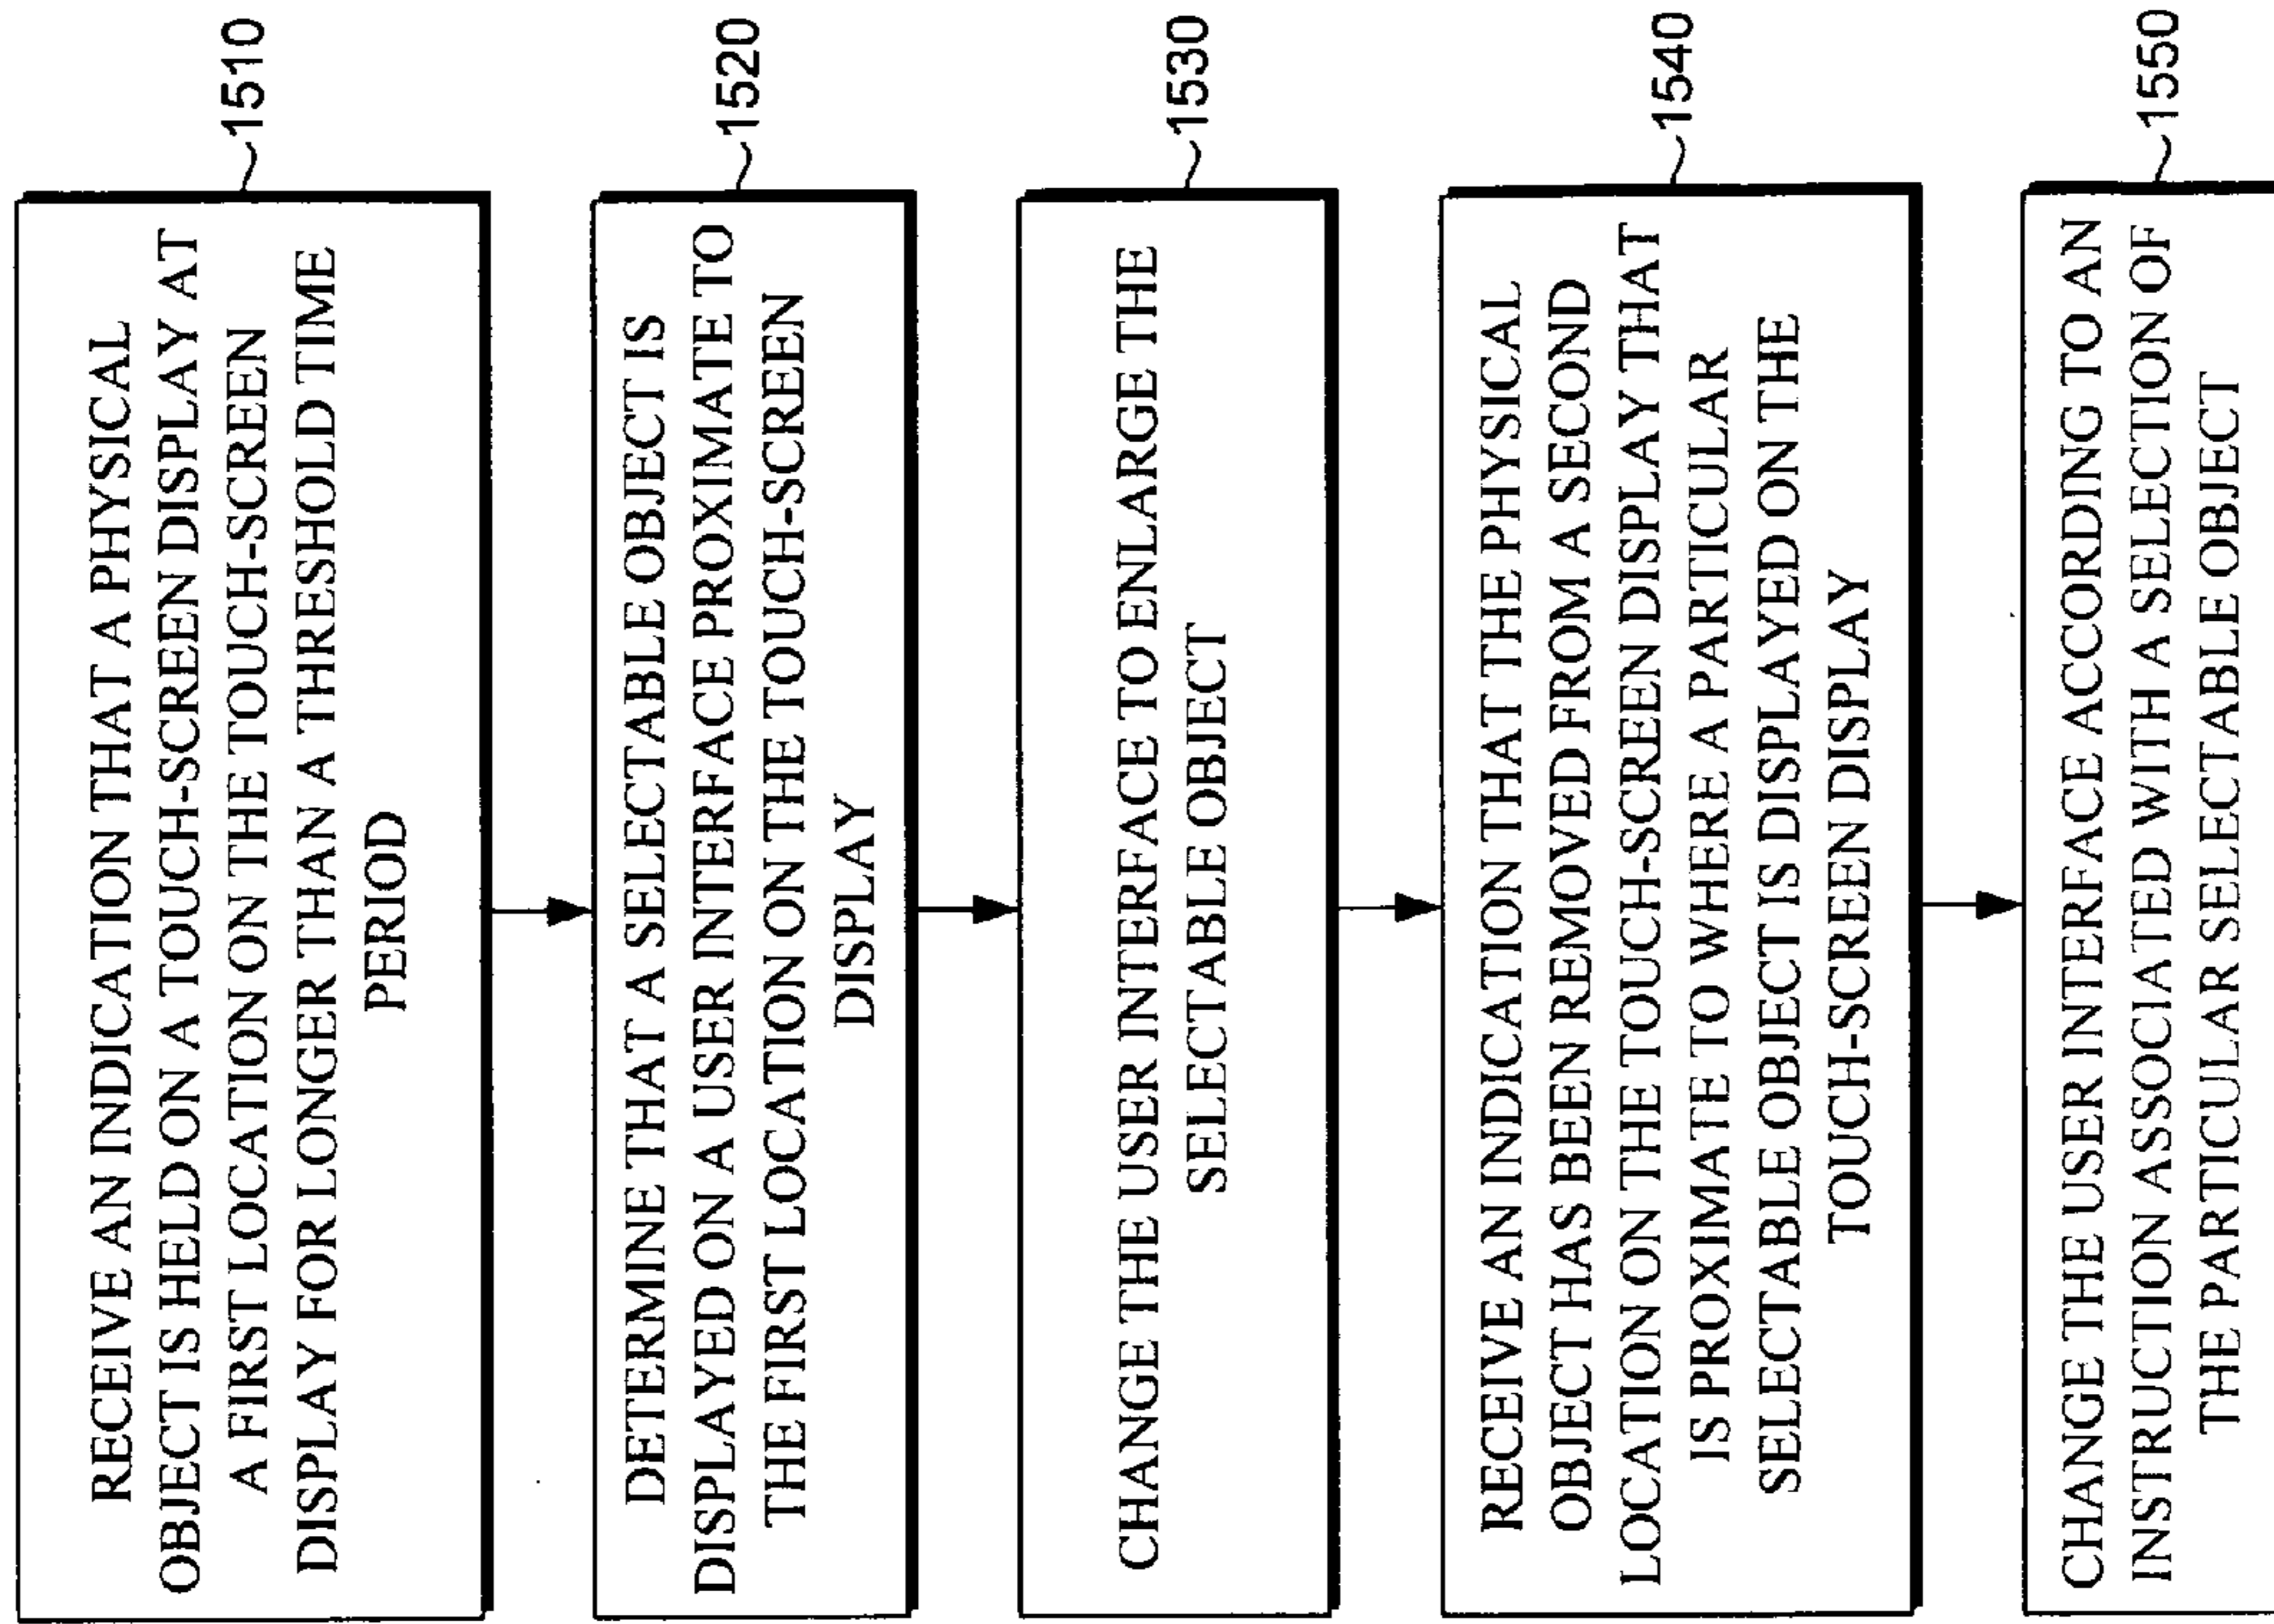 RECEIVE AN INDICATION THAT A PHYSICAL
OBJECT IS HELD ON A TOUCH-SCREEN DISPLAY AT
A FIRST LOCATION ON THE TOUCH-SCREEN
DISPLAY FOR LONGER THAN A THRESHOLD TIME
PERIOD
1510
DETERMINE THAT A SELECTABLE OBJECT IS
DISPLAYED ON A USER INTERFACE PROXIMATE TO
THE FIRST LOCATION ON THE TOUCH-SCREEN
DISPLAY
1520
CHANGE THE USER INTERFACE TO ENLARGE THE
SELECTABLE OBJECT
1530
RECEIVE AN INDICATION THAT THE PHYSICAL
OBJECT HAS BEEN REMOVED FROM A SECOND
LOCATION ON THE TOUCH-SCREEN DISPLAY THAT
IS PROXIMATE TO WHERE A PARTICULAR
SELECTABLE OBJECT IS DISPLAYED ON THE
TOUCH-SCREEN DISPLAY
1540
CHANGE THE USER INTERFACE ACCORDING TO AN
INSTRUCTION ASSOCIATED WITH A SELECTION OF
THE PARTICULAR SELECTABLE OBJECT
1550